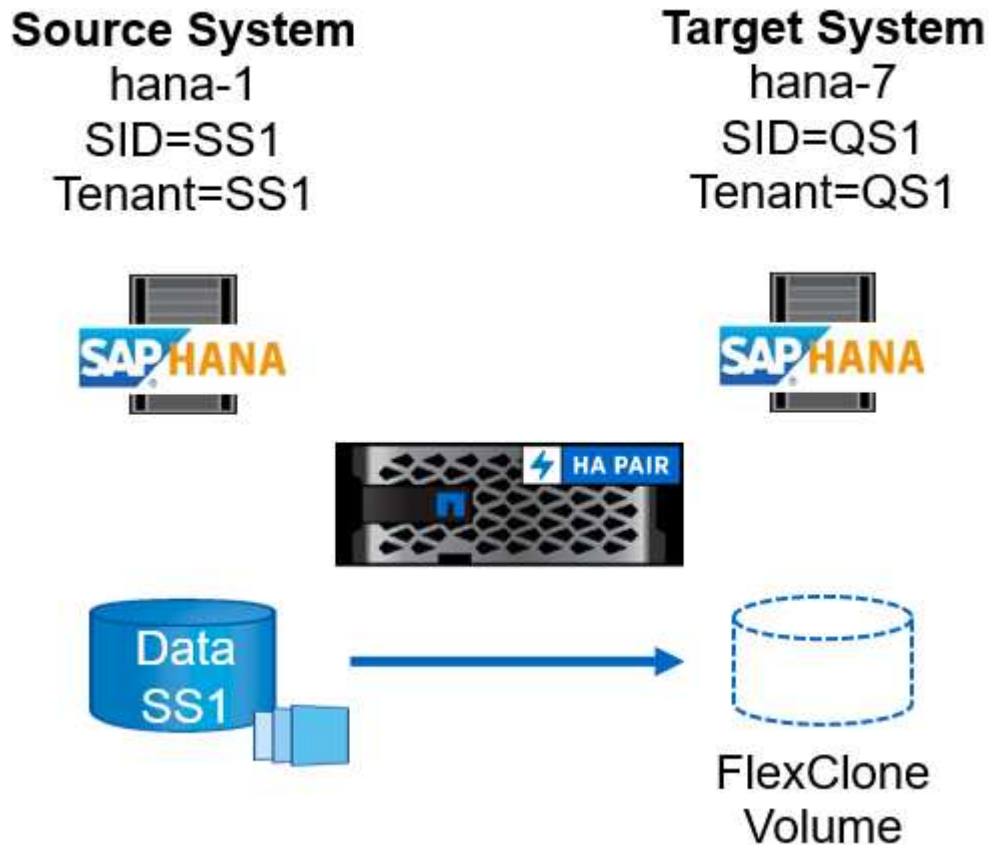 Source System
hana-1
SID=SS1
Tenant=SS1
Target System
hana-7
SID=QS1
Tenant=QS1
SAP HANA
SAP HANA
HA PAIR
Data
SS1
FlexClone
Volume